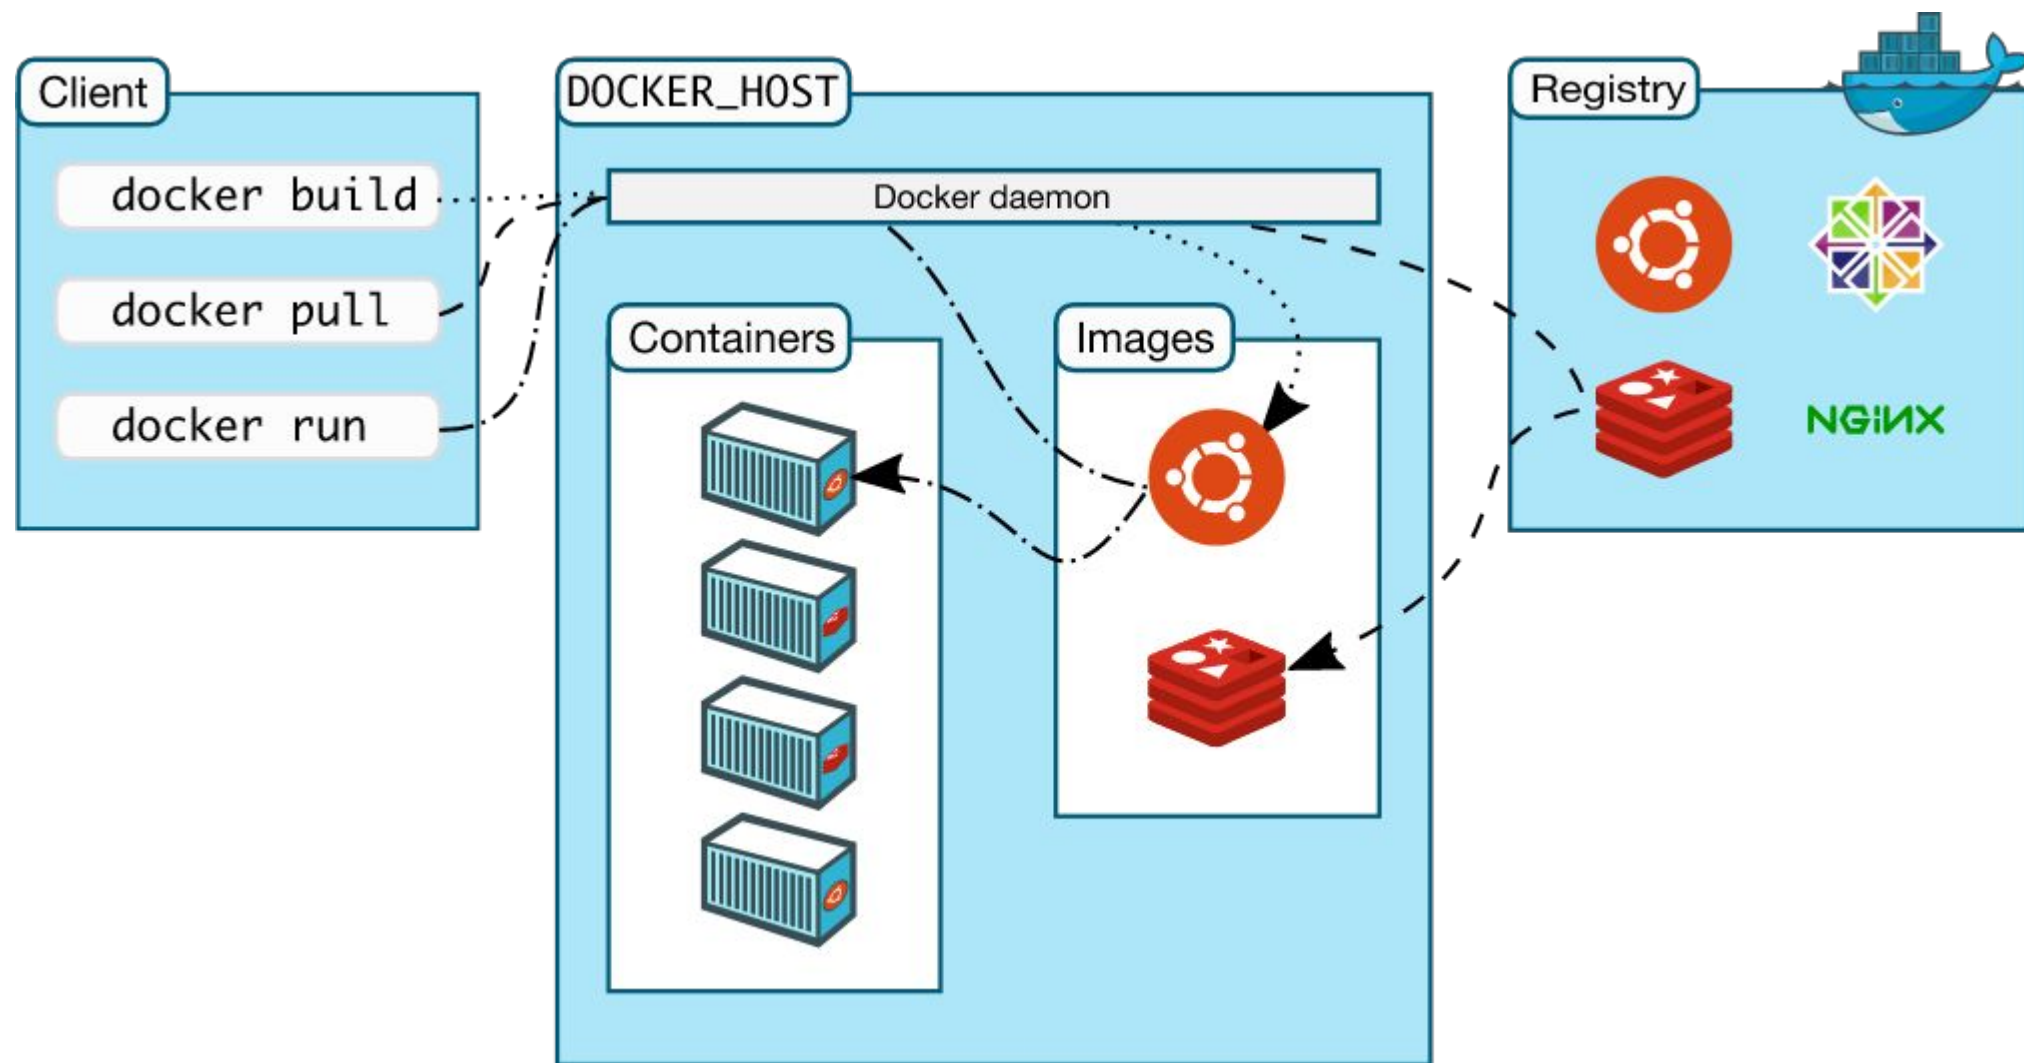 Client
docker build
docker pull
docker run
DOCKER_HOST
Docker daemon
Containers
Images
Registry
NGiNX